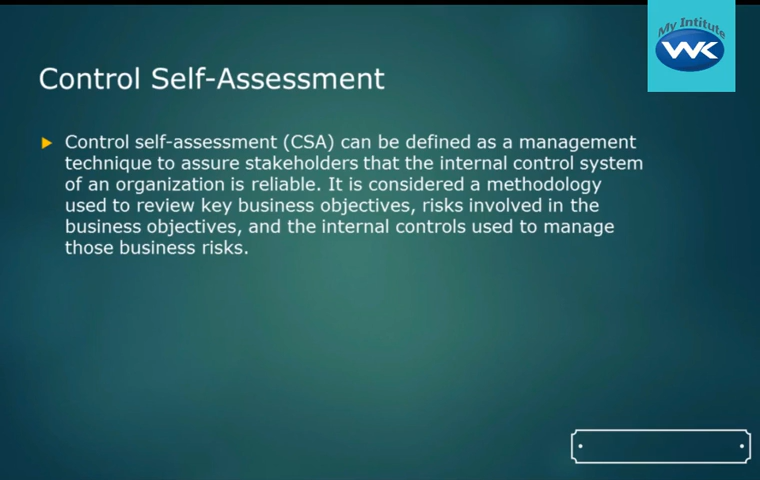 My Intitute
WK
Control Self-Assessment
Control self-assessment (CSA) can be defined as a management
technique to assure stakeholders that the internal control system
of an organization is reliable. It is considered a methodology
used to review key business objectives, risks involved in the
business objectives, and the internal controls used to manage
those business risks.